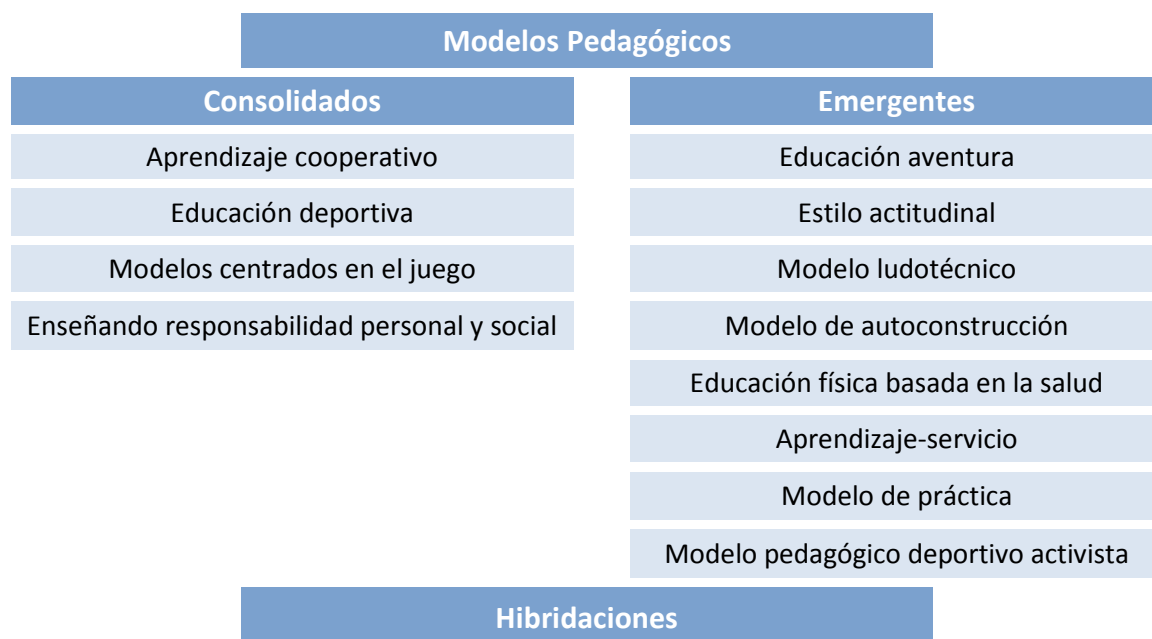 Modelos Pedagógicos
Consolidados
Aprendizaje cooperativo
Educación deportiva
Modelos centrados en el juego
Enseñando responsabilidad personal y social
Emergentes
Educación aventura
Estilo actitudinal
Modelo ludotécnico
Modelo de autoconstrucción
Educación física basada en la salud
Aprendizaje-servicio
Modelo de práctica
Modelo pedagógico deportivo activista
Hibridaciones